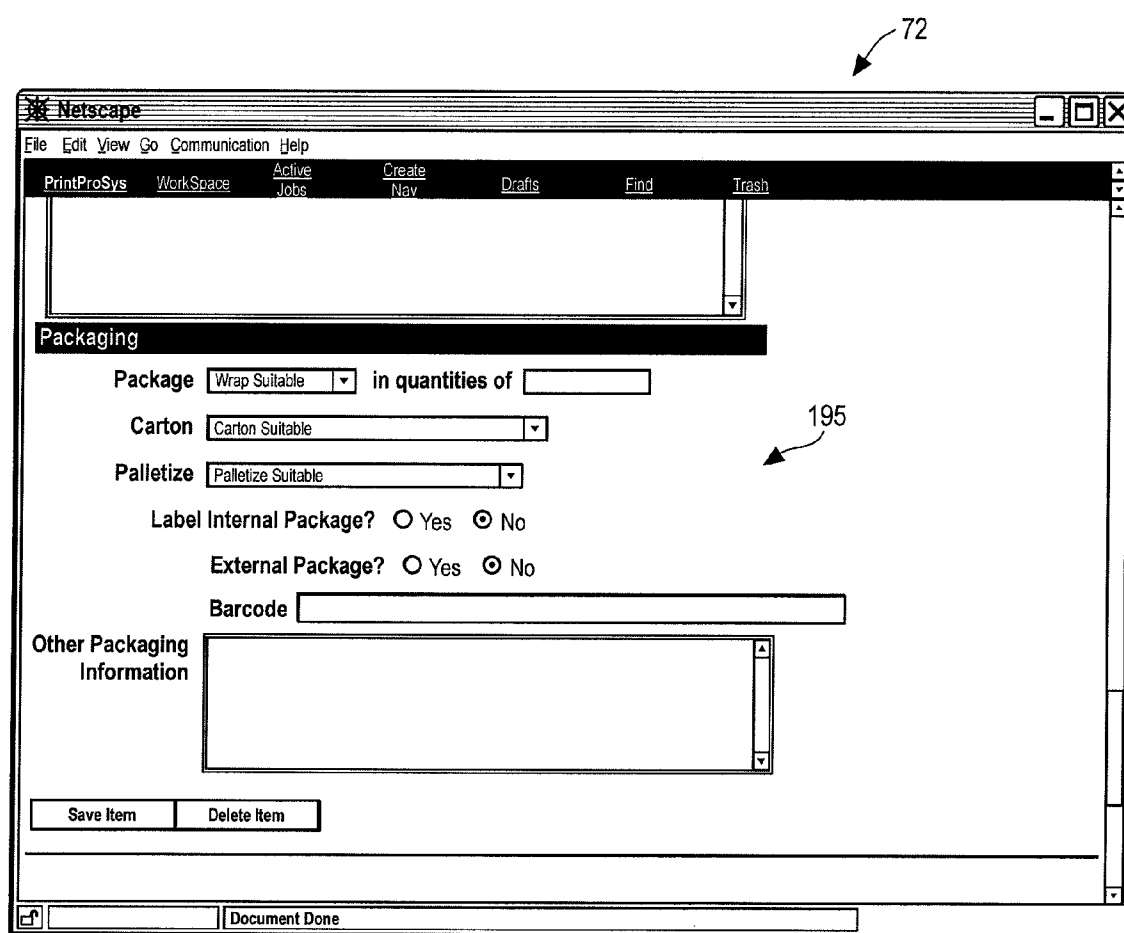 72
Netscape
File Edit View Go Communication Help
PrintProSys WorkSpace Active Jobs Create Nav Drafts Find Trash
Packaging
Package Wrap Suitable in quantities of
Carton Carton Suitable
195
Palletize Palletize Suitable
Label Internal Package? Yes No
External Package? Yes No
Barcode
Other Packaging
Information
Save Item Delete Item
Document Done